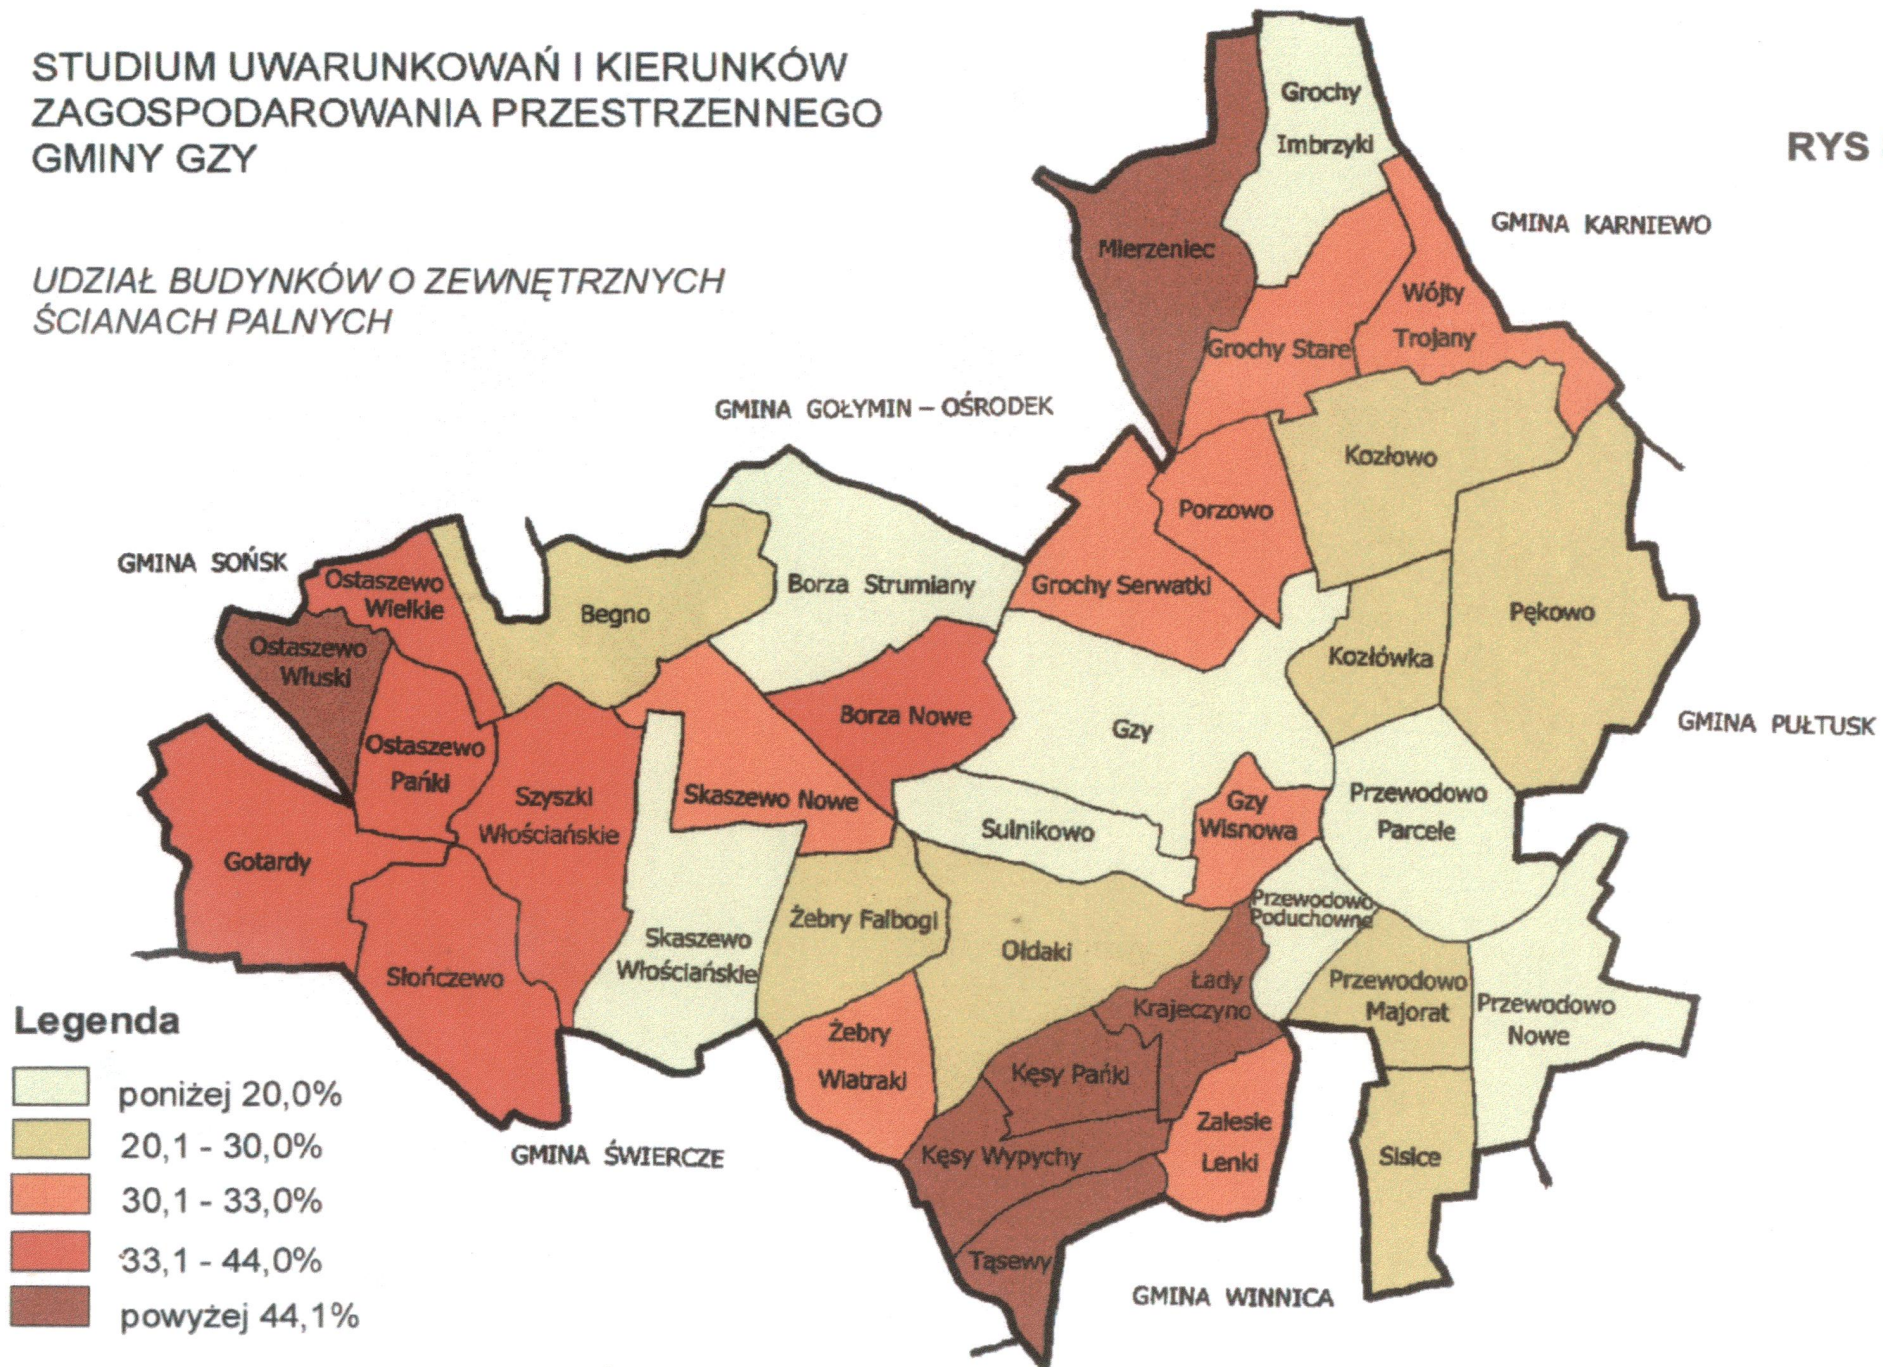 STUDIUM UWARUNKOWAŃ I KIERUNKÓW
ZAGOSPODAROWANIA PRZESTRZENNEGO
GMINY GZY
RYS
UDZIAŁ BUDYNKÓW O ZEWNĘTRZNYCH
ŚCIANACH PALNYCH
Grochy
Imbrzyki
GMINA KARNIEWO
Mierzeniec
Wójty
Trojany
Grochy Stare
GMINA GOŁYMIN – OŚRODEK
Kozłowo
Porzowo
GMINA SOŃSK
Ostaszewo
Wielkie
Begno
Borza Strumiany
Grochy Serwatki
Pękowo
Ostaszewo
Włuski
Kozłówka
Borza Nowe
Gzy
GMINA PUŁTUSK
Ostaszewo
Pańki
Szyszki
Włościańskie
Skaszewo Nowe
Sulnikowo
Gzy
Wisnowa
Przewodowo
Parcele
Gotardy
Przewodowo
Poduchowne
Żebry Falbogi
Skaszewo
Włościańskie
Ołdaki
Słończewo
Łady
Krajeczyno
Przewodowo
Majorat
Przewodowo
Nowe
Żebry
Wiatraki
Kęsy Pańki
Zalesie
Lenki
Kęsy Wypychy
Sisice
GMINA ŚWIERCZE
Tąsewy
GMINA WINNICA
Legenda
poniżej 20,0%
20,1 - 30,0%
30,1 - 33,0%
33,1 - 44,0%
powyżej 44,1%